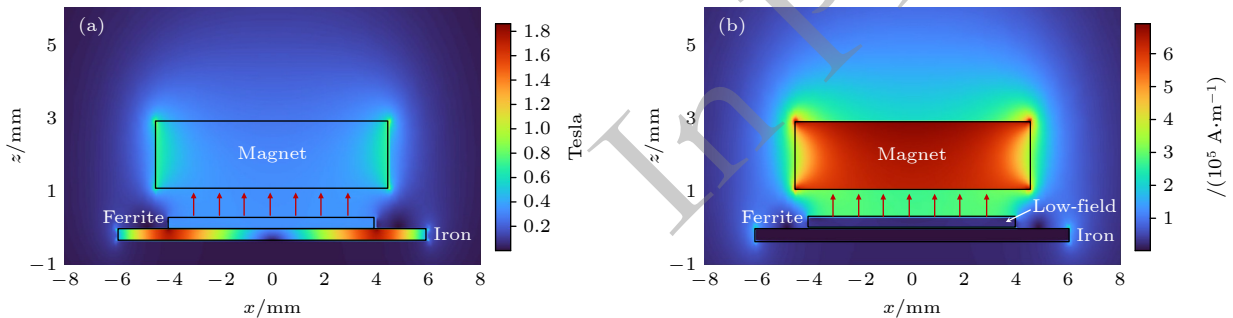 (a)
Magnet
Ferrite
Iron
6
5
3
1
−1
−8 −6 −4 −2 0 2 4 6 8
x/mm
z/mm
1.8
1.6
1.4
1.2
1.0
0.8
0.6
0.4
0.2
Tesla
(b)
Magnet
Low-field
Ferrite
Iron
5
3
1
−1
−8 −6 −4 −2 0 2 4 6 8
x/mm
z/mm
6
5
4
3
2
1
/(10⁵ A·m⁻¹)